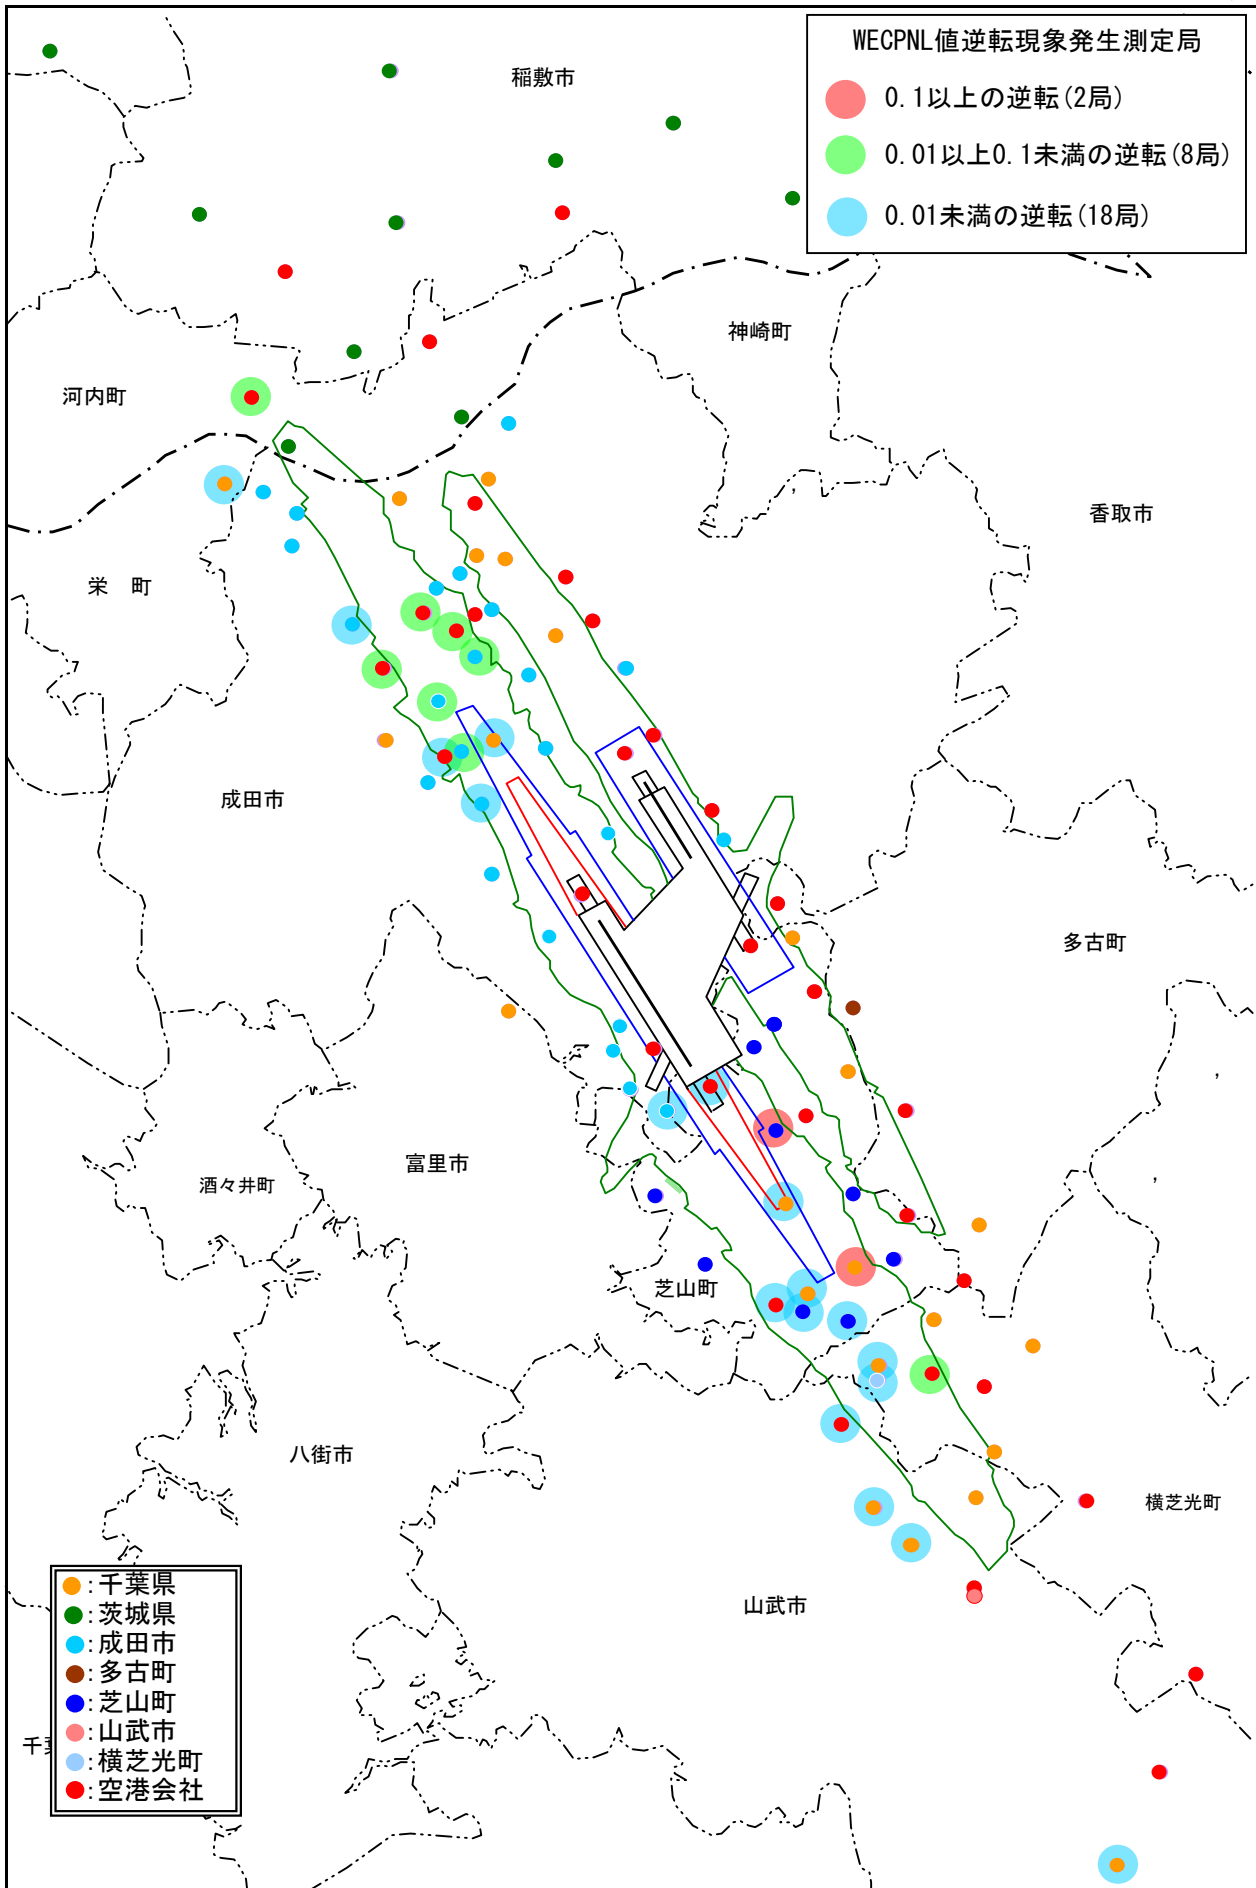 WECPNL値逆転現象発生測定局
0.1以上の逆転(2局)
0.01以上0.1未満の逆転(8局)
0.01未満の逆転(18局)
稲敷市
神崎町
河内町
香取市
栄　町
成田市
多古町
富里市
酒々井町
芝山町
八街市
横芝光町
山武市
:千葉県
:茨城県
:成田市
:多古町
:芝山町
:山武市
:横芝光町
:空港会社
千